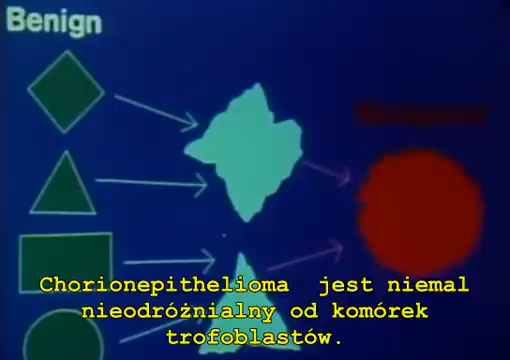 Benign
Chorionepithelioma jest niemal
nieodróżnialny od komórek
trofoblastów.